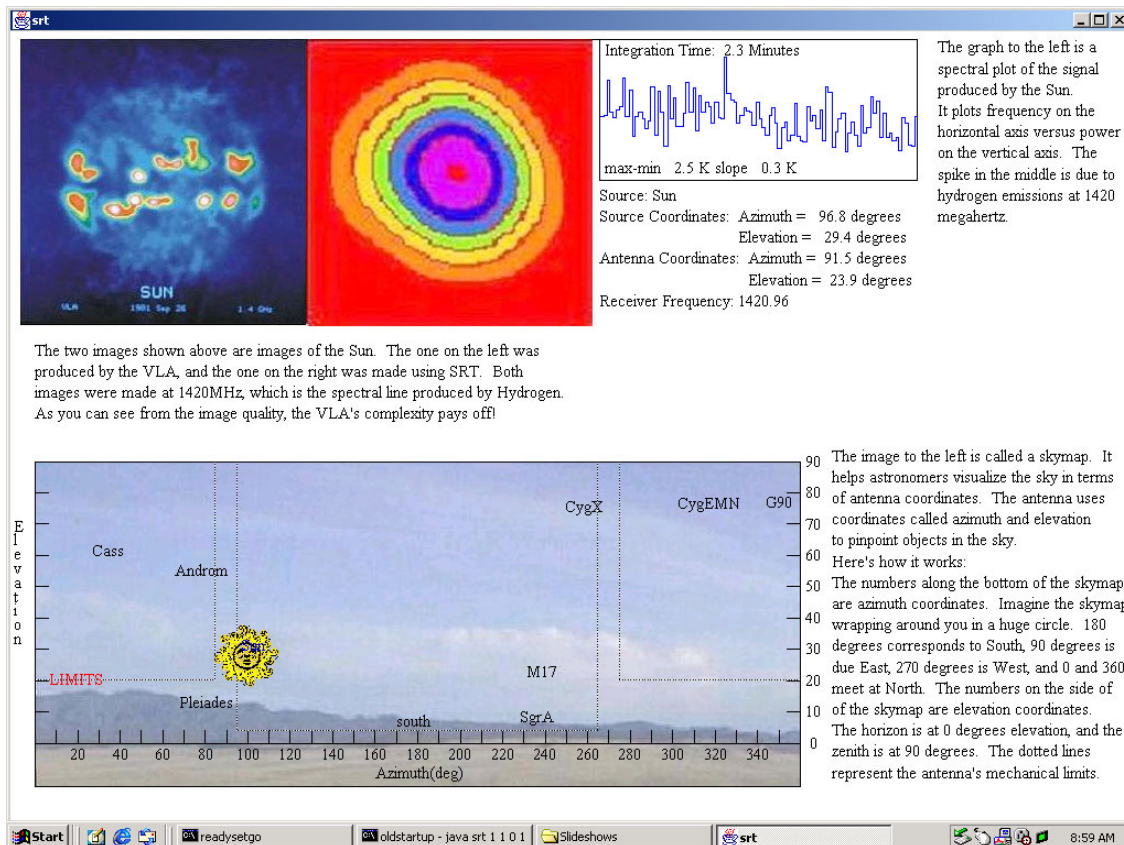 srt
SUN
VLA
1981 Sep 26
1.4 GHz
Integration Time: 2.3 Minutes
max-min 2.5 K slope 0.3 K
Source: Sun
Source Coordinates: Azimuth = 96.8 degrees
Elevation = 29.4 degrees
Antenna Coordinates: Azimuth = 91.5 degrees
Elevation = 23.9 degrees
Receiver Frequency: 1420.96
The graph to the left is a
spectral plot of the signal
produced by the Sun.
It plots frequency on the
horizontal axis versus power
on the vertical axis. The
spike in the middle is due to
hydrogen emissions at 1420
megahertz.
The two images shown above are images of the Sun. The one on the left was
produced by the VLA, and the one on the right was made using SRT. Both
images were made at 1420MHz, which is the spectral line produced by Hydrogen.
As you can see from the image quality, the VLA's complexity pays off!
Elevation
90
80
70
60
50
40
30
20
10
0
CygX
CygEMN
G90
Cass
Androm
Sun
LIMITS
M17
Pleiades
south
SgrA
20 40 60 80 100 120 140 160 180 200 220 240 260 280 300 320 340
Azimuth(deg)
The image to the left is called a skymap. It
helps astronomers visualize the sky in terms
of antenna coordinates. The antenna uses
coordinates called azimuth and elevation
to pinpoint objects in the sky.
Here's how it works:
The numbers along the bottom of the skymap
are azimuth coordinates. Imagine the skymap
wrapping around you in a huge circle. 180
degrees corresponds to South, 90 degrees is
due East, 270 degrees is West, and 0 and 360
meet at North. The numbers on the side of
of the skymap are elevation coordinates.
The horizon is at 0 degrees elevation, and the
zenith is at 90 degrees. The dotted lines
represent the antenna's mechanical limits.
Start
readysetgo
oldstartup - java srt 1 1 0 1
Slideshows
srt
8:59 AM